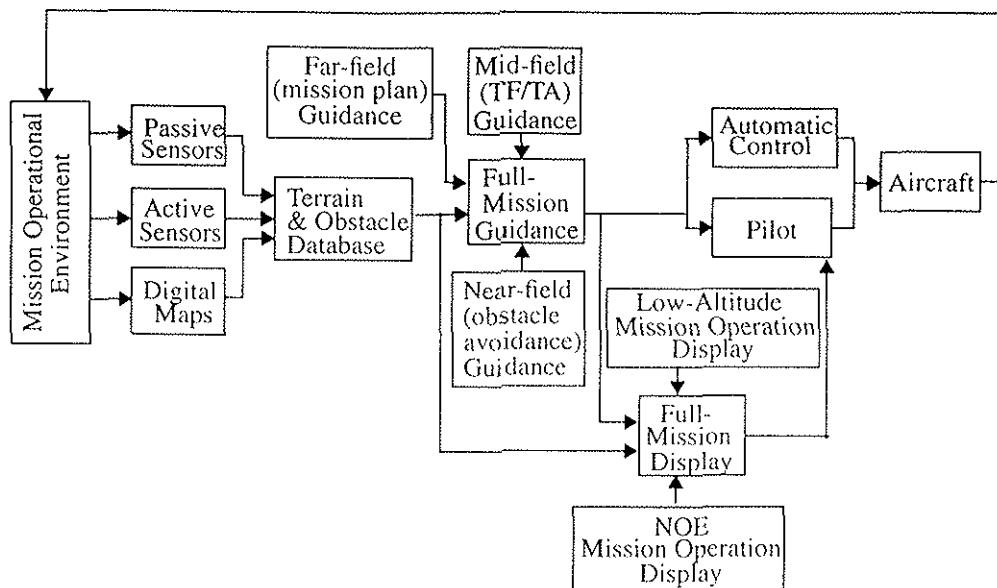 Mission Operational
Environment
Passive
Sensors
Active
Sensors
Digital
Maps
Terrain
& Obstacle
Database
Far-field
(mission plan)
Guidance
Mid-field
(TF/TA)
Guidance
Full-
Mission
Guidance
Near-field
(obstacle
avoidance)
Guidance
Automatic
Control
Pilot
Aircraft
Low-Altitude
Mission Operation
Display
Full-
Mission
Display
NOE
Mission Operation
Display